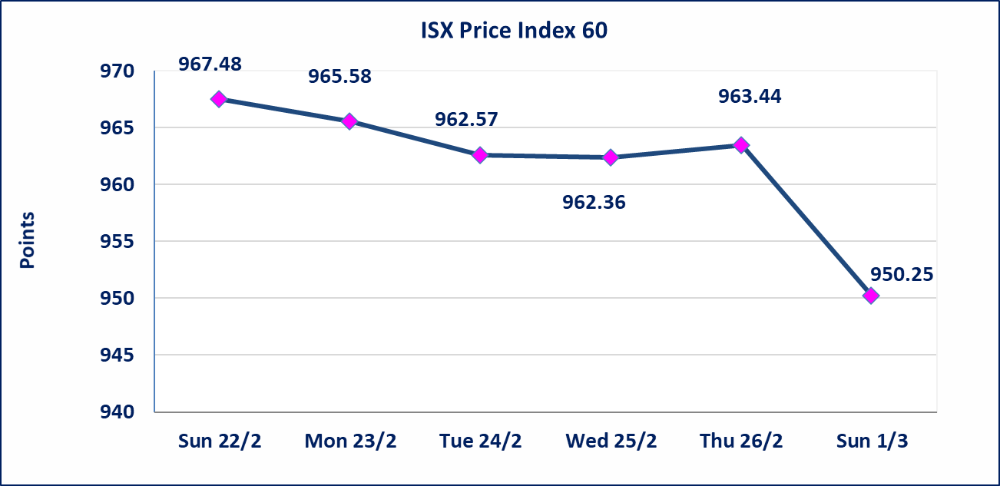 ISX Price Index 60
Points
970
965
960
955
950
945
940
967.48
965.58
962.57
962.36
963.44
950.25
Sun 22/2
Mon 23/2
Tue 24/2
Wed 25/2
Thu 26/2
Sun 1/3